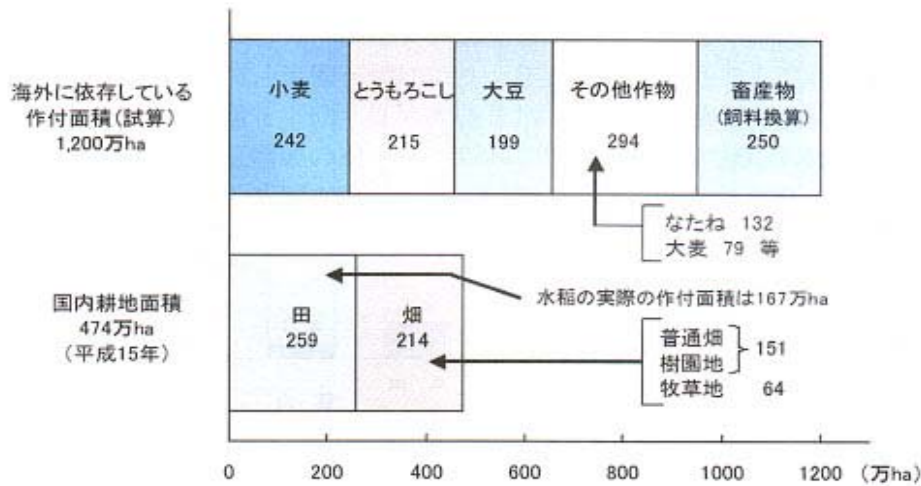 海外に依存している
作付面積(試算)
1,200万ha
小麦
242
とうもろこし
215
大豆
199
その他作物
294
畜産物
(飼料換算)
250
なたね 132
大麦 79 等
国内耕地面積
474万ha
(平成15年)
田
259
畑
214
水稲の実際の作付面積は167万ha
普通畑
樹園地
151
牧草地 64
0 200 400 600 800 1000 1200 (万ha)